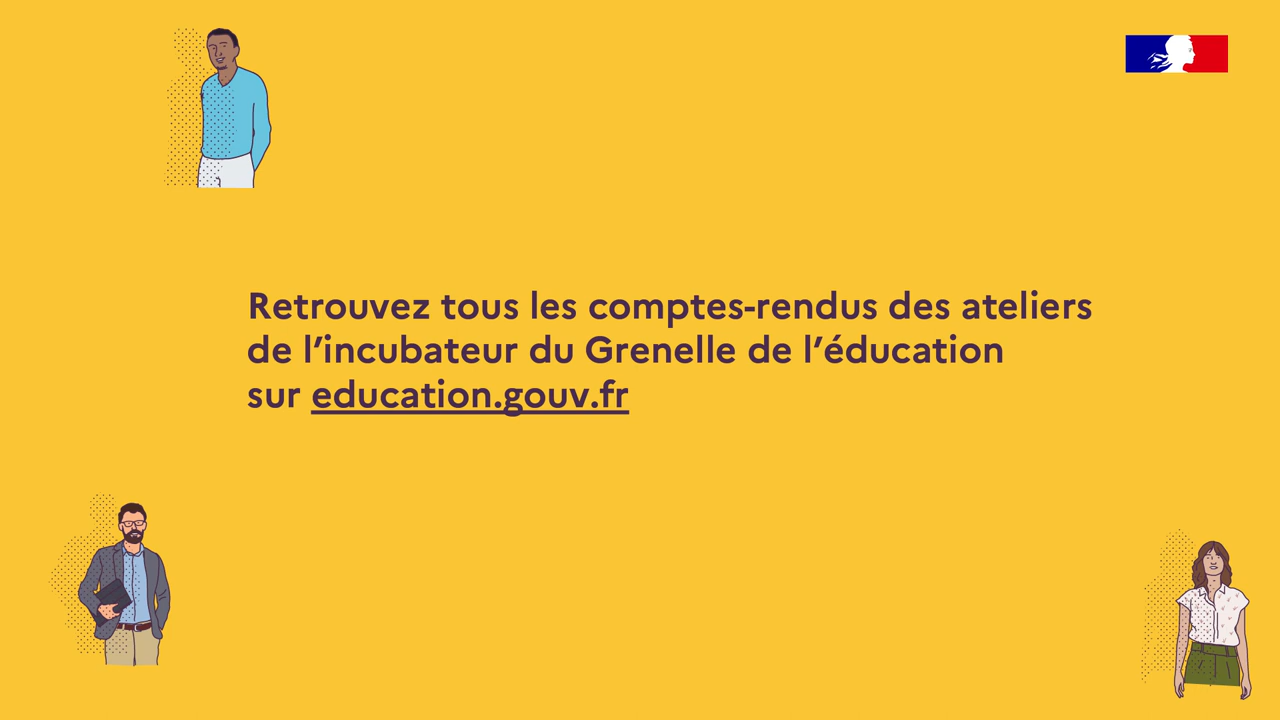 Retrouvez tous les comptes-rendus des ateliers
de l’incubateur du Grenelle de l’éducation
sur education.gouv.fr